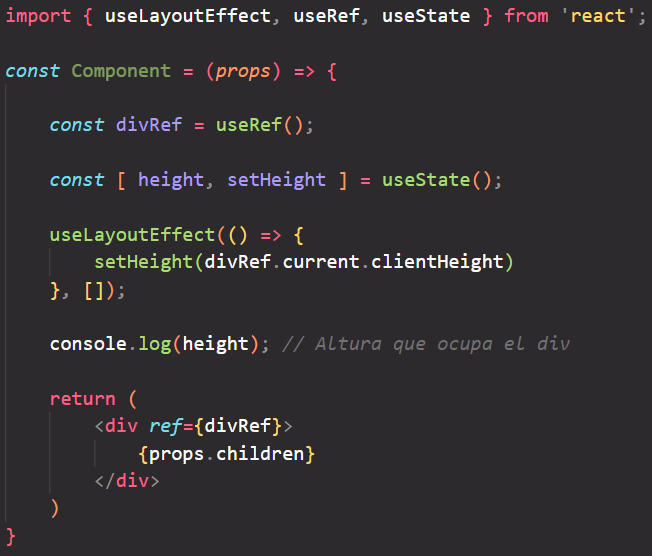 import { useLayoutEffect, useRef, useState } from 'react';
const Component = (props) => {
const divRef = useRef();
const [ height, setHeight ] = useState();
useLayoutEffect(() => {
setHeight(divRef.current.clientHeight)
}, []);
console.log(height); // Altura que ocupa el div
return (
<div ref={divRef}>
{props.children}
</div>
)
}